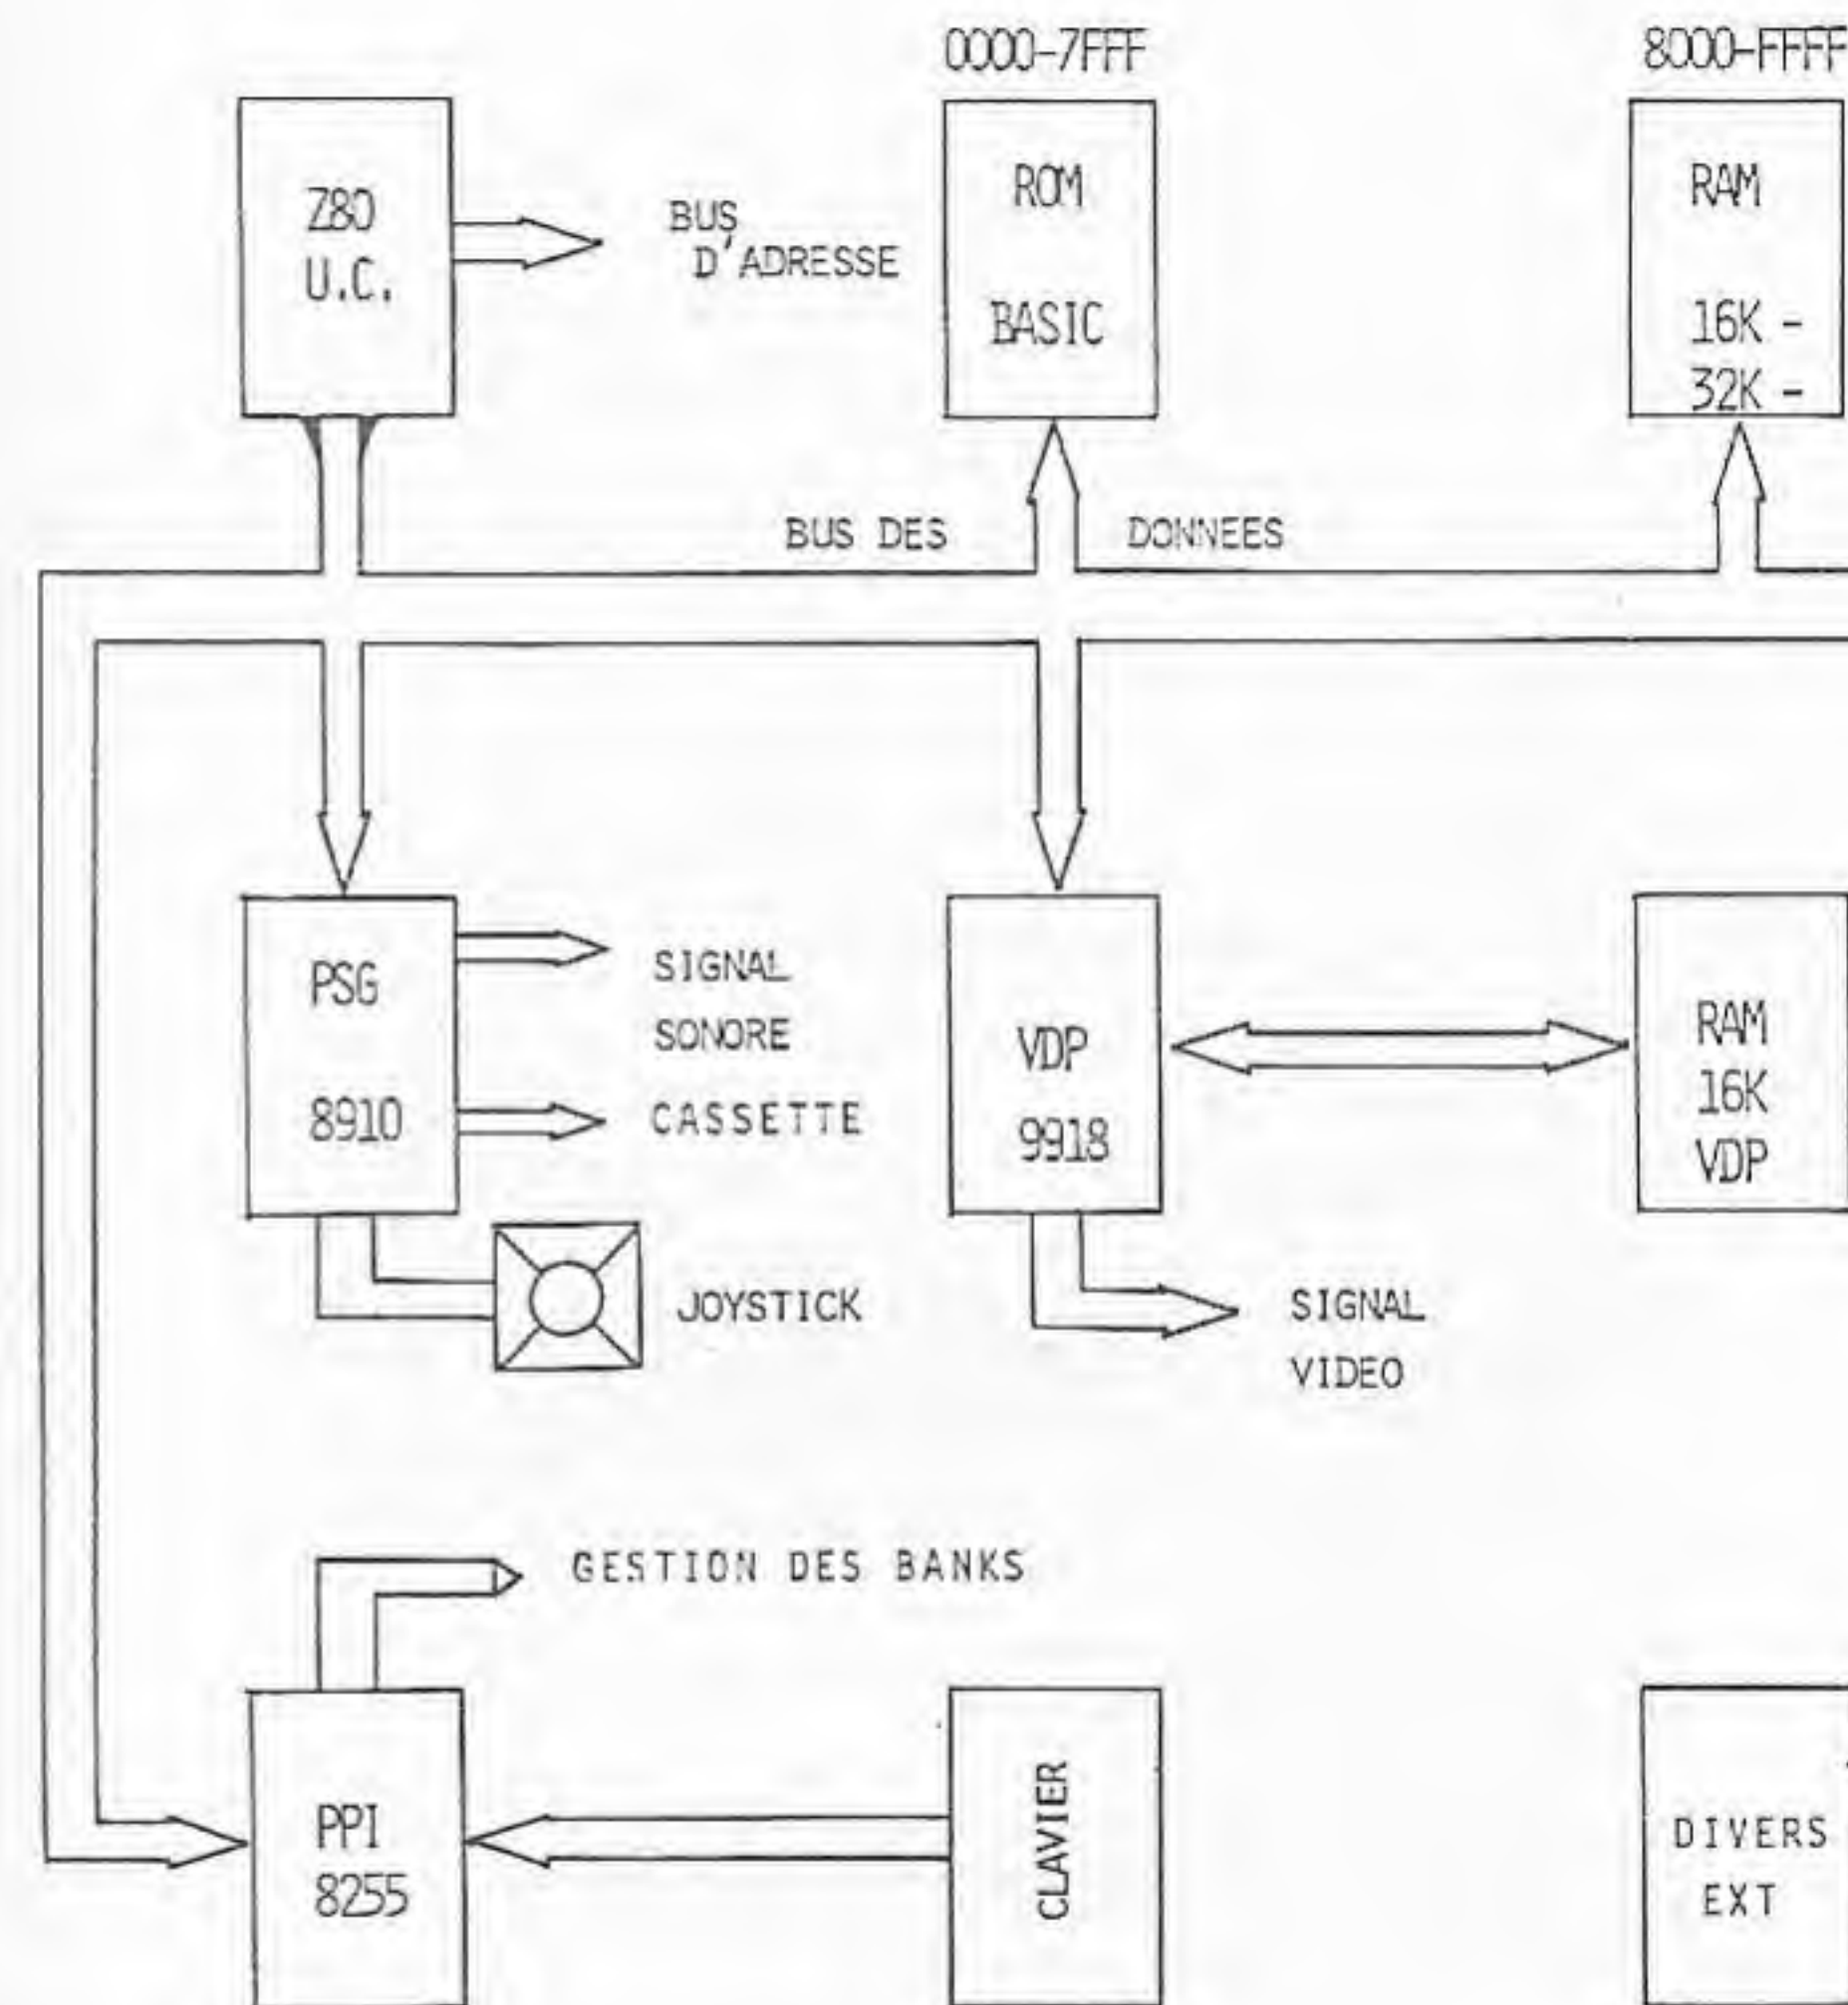 0000-7FFF
8000-FFFF
Z80
U.C.
BUS
D'ADRESSE
ROM
BASIC
RAM
16K -
32K -
BUS DES DONNEES
PSG
8910
SIGNAL
SONORE
CASSETTE
JOYSTICK
VDP
9918
RAM
16K
VDP
SIGNAL
VIDEO
GESTION DES BANKS
PPI
8255
CLAVIER
DIVERS
EXT